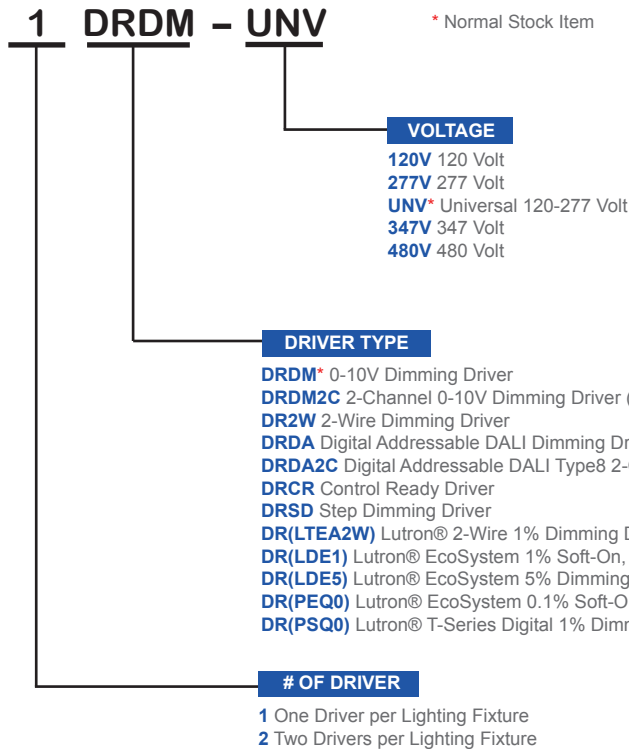 1 DRDM – UNV
* Normal Stock Item
VOLTAGE
120V 120 Volt
277V 277 Volt
UNV* Universal 120-277 Volt
347V 347 Volt
480V 480 Volt
DRIVER TYPE
DRDM* 0-10V Dimming Driver
DRDM2C 2-Channel 0-10V Dimming Driver (
DR2W 2-Wire Dimming Driver
DRDA Digital Addressable DALI Dimming
DRDA2C Digital Addressable DALI Type8
DRCR Control Ready Driver
DRSD Step Dimming Driver
DR(LTEA2W) Lutron® 2-Wire 1% Dimming
DR(LDE1) Lutron® EcoSystem 1% Soft-On,
DR(LDE5) Lutron® EcoSystem 5% Dimming
DR(PEQ0) Lutron® EcoSystem 0.1%
DR(PSQ0) Lutron® T-Series Digital 1%
# OF DRIVER
1 One Driver per Lighting Fixture
2 Two Drivers per Lighting Fixture